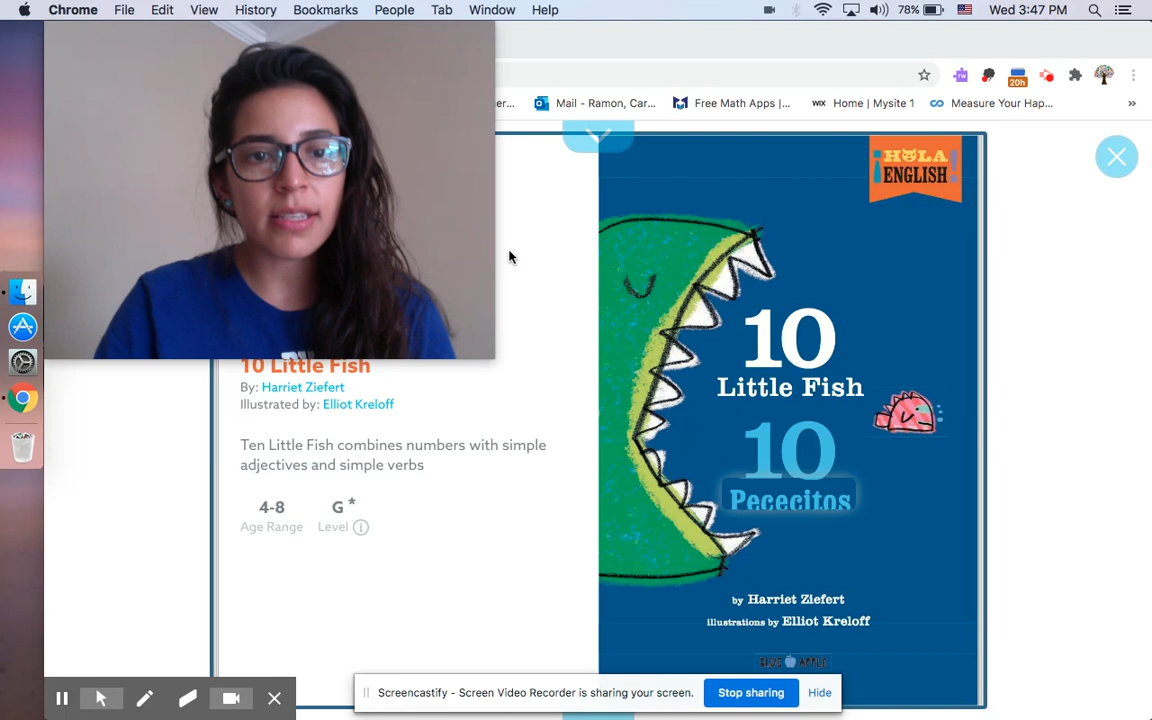 Chrome File Edit View History Bookmarks People Tab Window Help 78% Wed 3:47 PM
20h
er... Mail - Ramon, Car... Free Math Apps |... WIX Home | Mysite 1 Measure Your Hap... »
¡HOLA
ENGLISH!
10
Little Fish
10
Pececitos
by Harriet Ziefert
illustrations by Elliot Kreloff
BLUE APPLE
10 Little Fish
By: Harriet Ziefert
Illustrated by: Elliot Kreloff
Ten Little Fish combines numbers with simple
adjectives and simple verbs
4-8 G *
Age Range Level i
Screencastify - Screen Video Recorder is sharing your screen. Stop sharing Hide